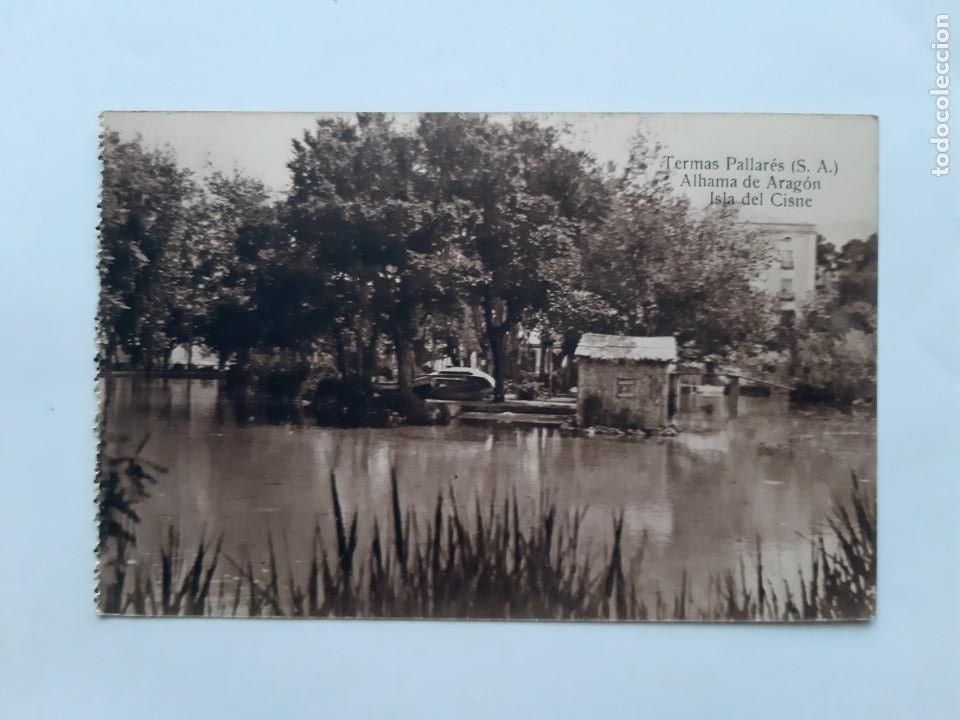 Termas Pallarés (S. A.)
Alhama de Aragón
Isla del Cisne
todocoleccion